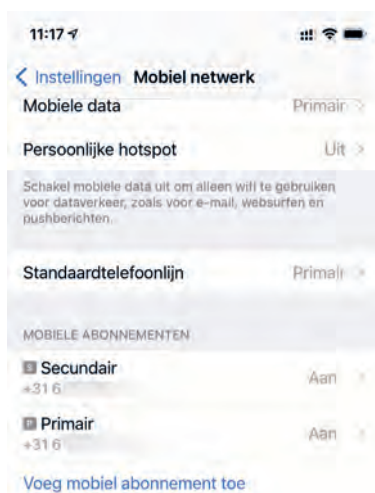 11:17
Instellingen Mobiel netwerk
Mobiele data Primair
Persoonlijke hotspot Uit
Schakel mobiele data uit om alleen wifi te gebruiken
voor dataverkeer, zoals voor e-mail, websurfen en
pushberichten.
Standaardtelefoonlijn Primair
MOBIELE ABONNEMENTEN
S Secundair Aan
+31 6
P Primair Aan
+31 6
Voeg mobiel abonnement toe